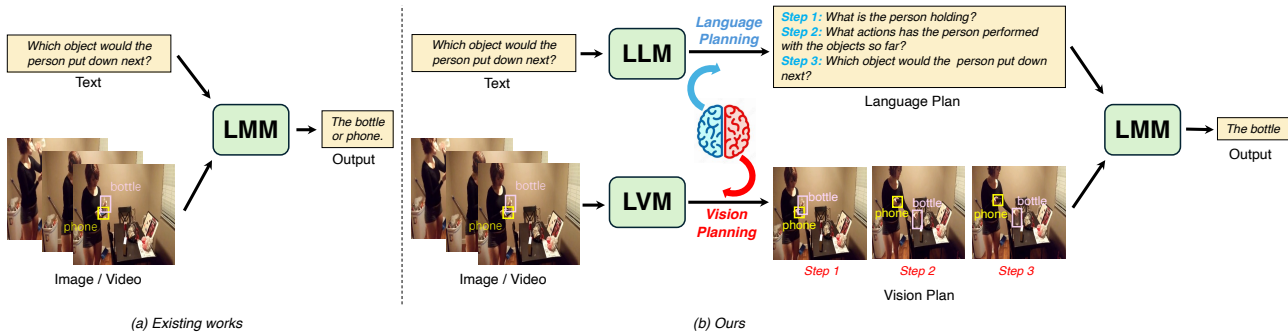 Which object would the
person put down next?
Text
LMM
The bottle
or phone.
Output
bottle
phone
Image / Video
(a) Existing works
Which object would the
person put down next?
Text
LLM
Language
Planning
Step 1: What is the person holding?
Step 2: What actions has the person performed
with the objects so far?
Step 3: Which object would the person put down
next?
Language Plan
LMM
The bottle
Output
bottle
phone
Image / Video
LVM
Vision
Planning
bottle
phone
Step 1
bottle
phone
Step 2
bottle
phone
Step 3
Vision Plan
(b) Ours